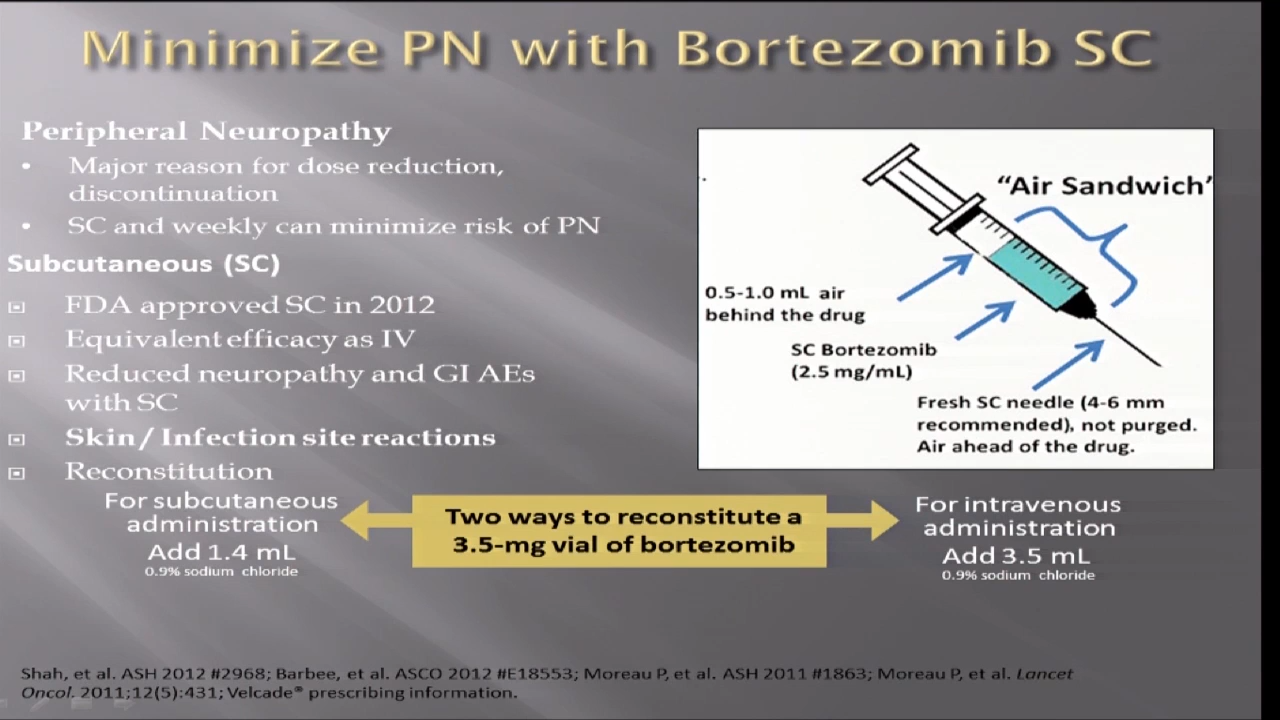 Minimize PN with Bortezomib SC
Peripheral Neuropathy
• Major reason for dose reduction,
discontinuation
• SC and weekly can minimize risk of PN
Subcutaneous (SC)
FDA approved SC in 2012
Equivalent efficacy as IV
Reduced neuropathy and GI AEs
with SC
Skin / Infection site reactions
Reconstitution
For subcutaneous
administration
Add 1.4 mL
0.9% sodium chloride
"Air Sandwich'
0.5-1.0 mL air
behind the drug
SC Bortezomib
(2.5 mg/mL)
Fresh SC needle (4-6 mm
recommended), not purged.
Air ahead of the drug.
Two ways to reconstitute a
3.5-mg vial of bortezomib
For intravenous
administration
Add 3.5 mL
0.9% sodium chloride
Shah, et al. ASH 2012 #2968; Barbee, et al. ASCO 2012 #E18553; Moreau P, et al. ASH 2011 #1863; Moreau P, et al. Lancet
Oncol. 2011;12(5):431; Velcade® prescribing information.